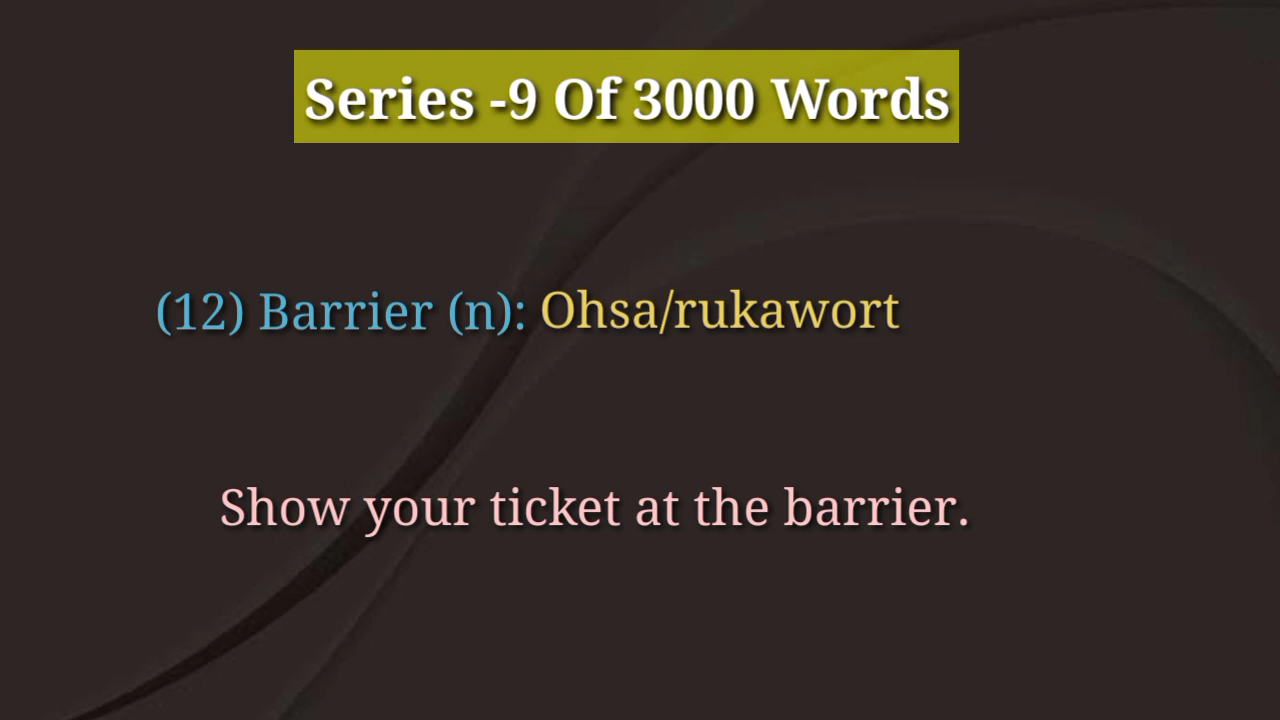 Series -9 Of 3000 Words
(12) Barrier (n): Ohsa/rukawort
Show your ticket at the barrier.